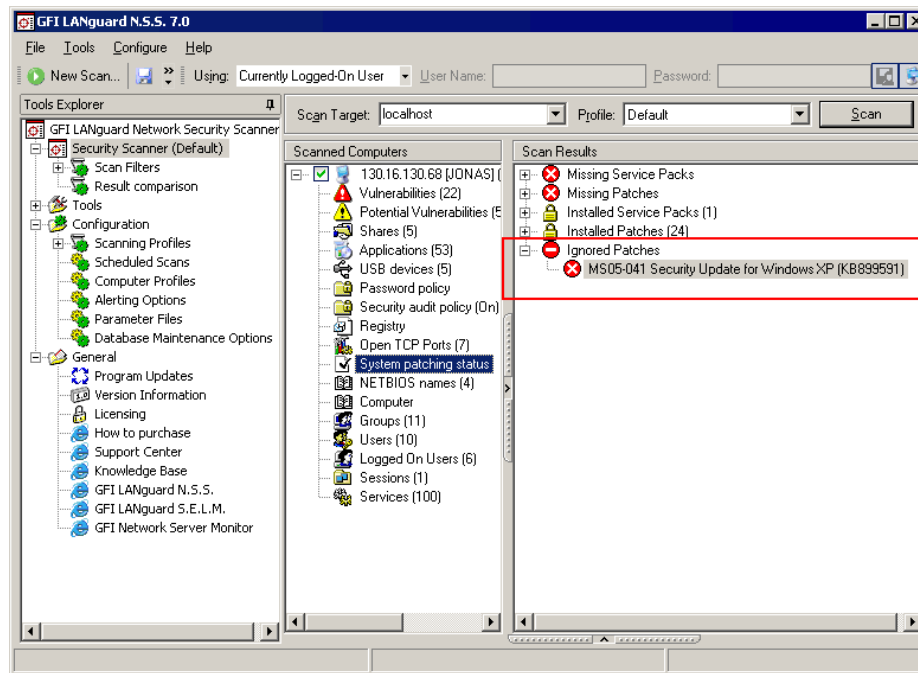 GFI LANguard N.S.S. 7.0
File Tools Configure Help
New Scan... » Using: Currently Logged-On User User Name: Password:
Tools Explorer
GFI LANguard Network Security Scanner
Security Scanner (Default)
Scan Filters
Result comparison
Tools
Configuration
Scanning Profiles
Scheduled Scans
Computer Profiles
Alerting Options
Parameter Files
Database Maintenance Options
General
Program Updates
Version Information
Licensing
How to purchase
Support Center
Knowledge Base
GFI LANguard N.S.S.
GFI LANguard S.E.L.M.
GFI Network Server Monitor
Scan Target: localhost Profile: Default Scan
Scanned Computers
130.16.130.68 [JONAS] (
Vulnerabilities (22)
Potential Vulnerabilities (5
Shares (5)
Applications (53)
USB devices (5)
Password policy
Security audit policy (On)
Registry
Open TCP Ports (7)
System patching status
NETBIOS names (4)
Computer
Groups (11)
Users (10)
Logged On Users (6)
Sessions (1)
Services (100)
Scan Results
Missing Service Packs
Missing Patches
Installed Service Packs (1)
Installed Patches (24)
Ignored Patches
MS05-041 Security Update for Windows XP (KB899591)